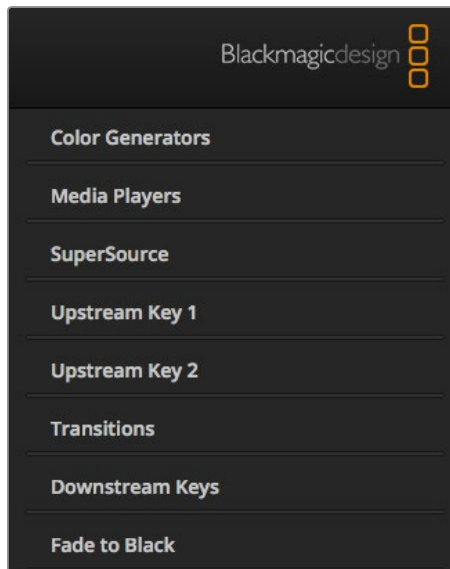 Blackmagicdesign
Color Generators
Media Players
SuperSource
Upstream Key 1
Upstream Key 2
Transitions
Downstream Keys
Fade to Black